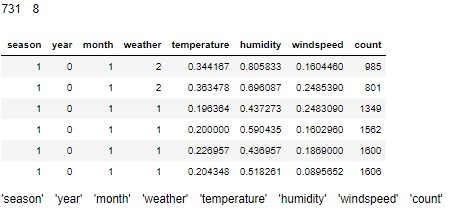 731 8
season year month weather temperature humidity windspeed count
1 0 1 2 0.344167 0.805833 0.1604460 985
1 0 1 2 0.363478 0.696087 0.2485390 801
1 0 1 1 0.196364 0.437273 0.2483090 1349
1 0 1 1 0.200000 0.590435 0.1602960 1562
1 0 1 1 0.226957 0.436957 0.1869000 1600
1 0 1 1 0.204348 0.518261 0.0895652 1606
'season' 'year' 'month' 'weather' 'temperature' 'humidity' 'windspeed' 'count'